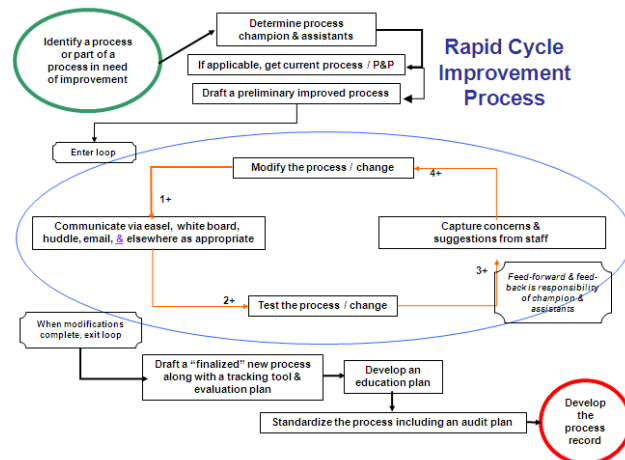 Identify a process
or part of a
process in need
of improvement
Determine process
champion & assistants
If applicable, get current process / P&P
Draft a preliminary improved process
Rapid Cycle
Improvement
Process
Enter loop
Modify the process / change
1+
4+
Communicate via easel, white board,
huddle, email, & elsewhere as appropriate
Capture concerns &
suggestions from staff
2+
Test the process / change
3+
Feed-forward & feed-
back is responsibility
of champion &
assistants
When modifications
complete, exit loop
Draft a “finalized” new process
along with a tracking tool &
evaluation plan
Develop an
education plan
Standardize the process including an audit plan
Develop
the
process
record